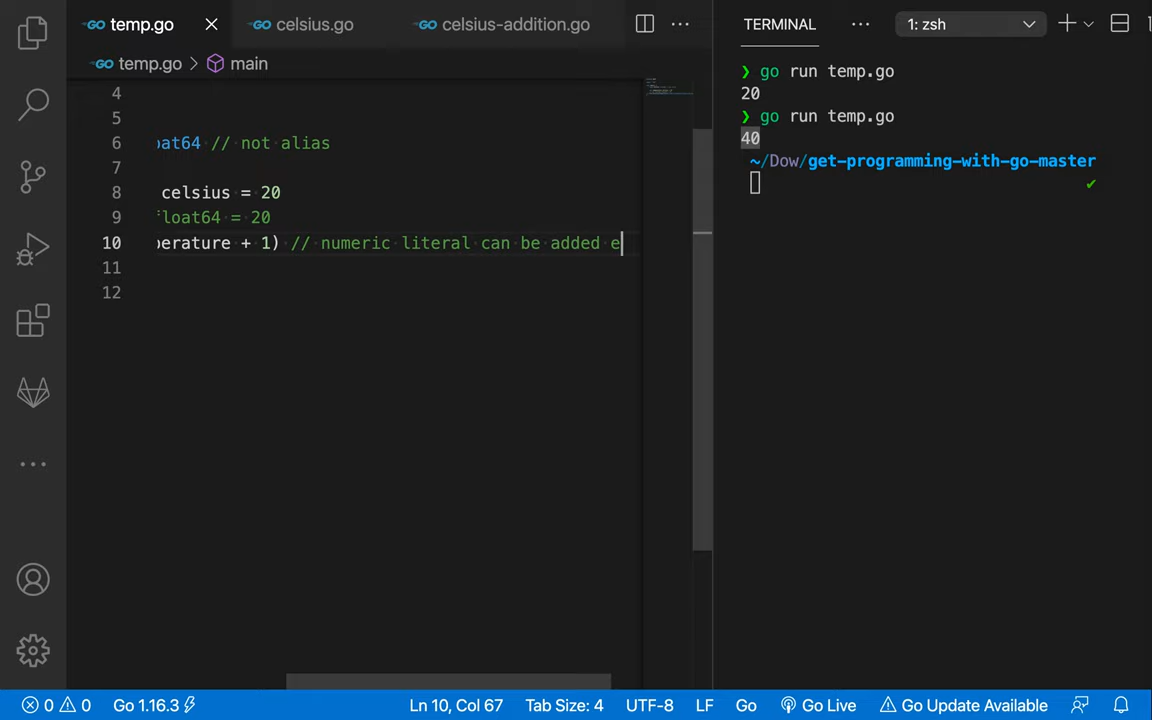 temp.go celsius.go celsius-addition.go
temp.go > main
4
5
6 oat64 // not alias
7
8 celsius = 20
9 float64 = 20
10 perature + 1) // numeric literal can be added e
11
12
TERMINAL 1: zsh
❯ go run temp.go
20
❯ go run temp.go
40
~/Dow/get-programming-with-go-master
✔
0 0 Go 1.16.3 Ln 10, Col 67 Tab Size: 4 UTF-8 LF Go Go Live Go Update Available